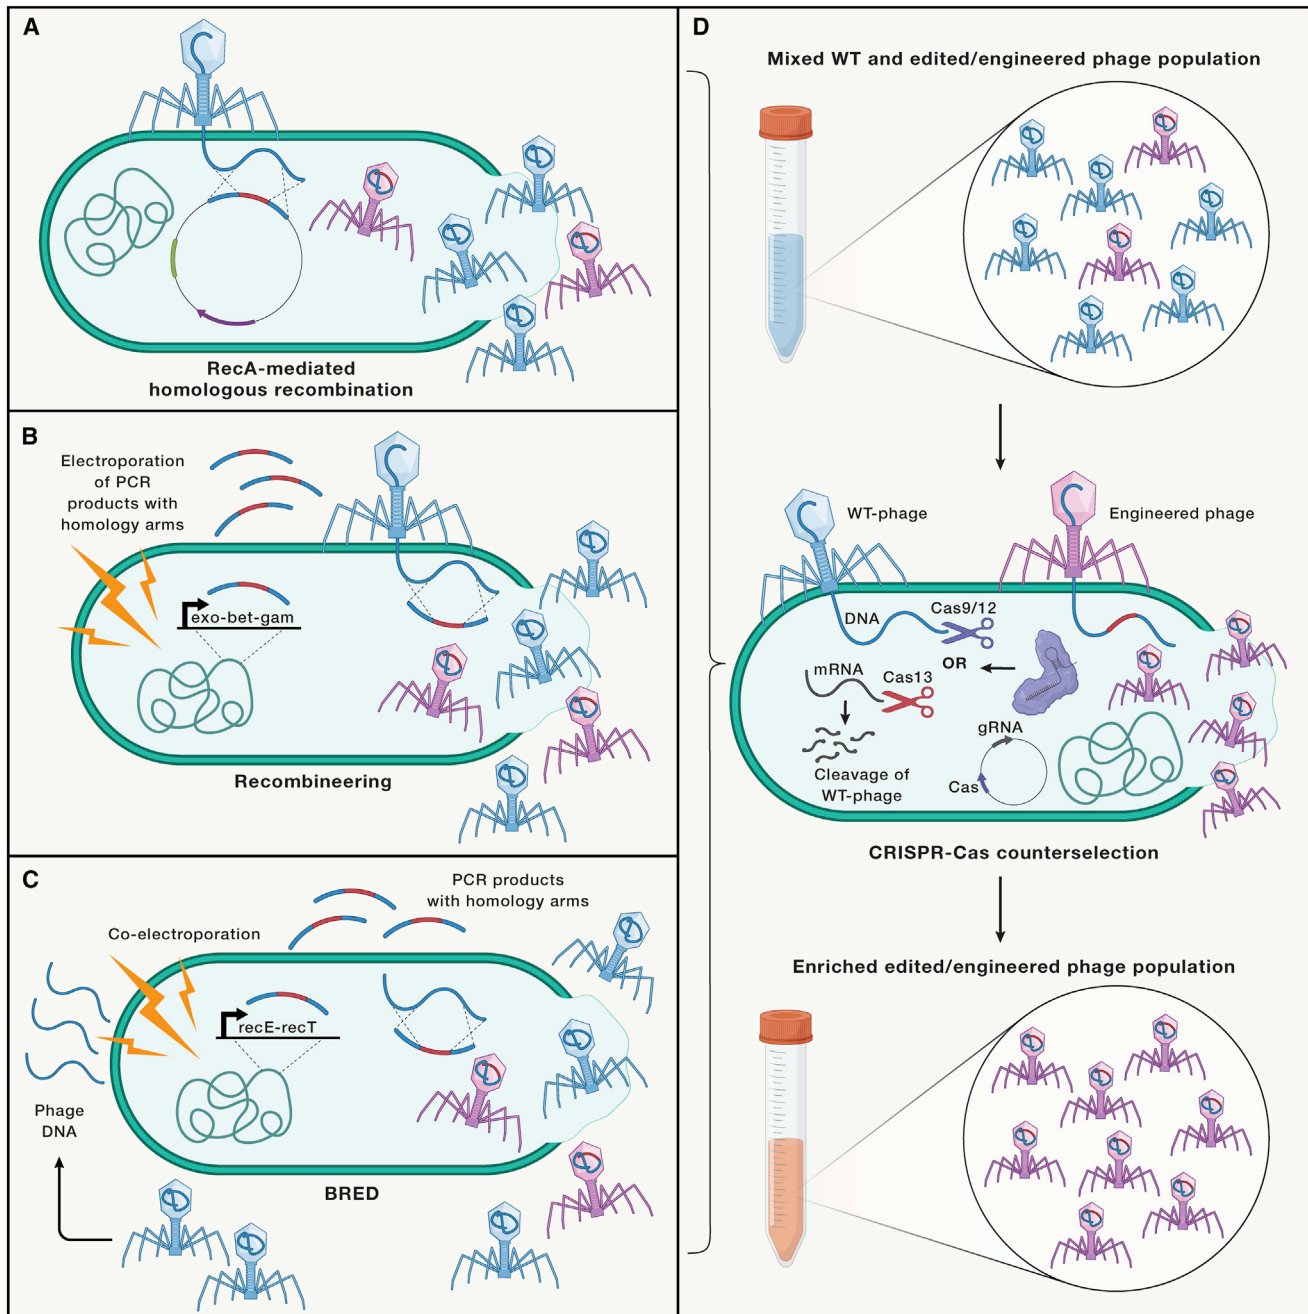 A
RecA-mediated
homologous recombination
B
Electroporation
of PCR
products with
homology arms
exo-bet-gam
Recombineering
C
PCR products
with homology arms
Co-electroporation
recE-recT
Phage
DNA
BRED
D
Mixed WT and edited/engineered phage population
WT-phage
Engineered phage
DNA
Cas9/12
OR
mRNA
Cas13
gRNA
Cas
Cleavage of
WT-phage
CRISPR-Cas counterselection
Enriched edited/engineered phage population